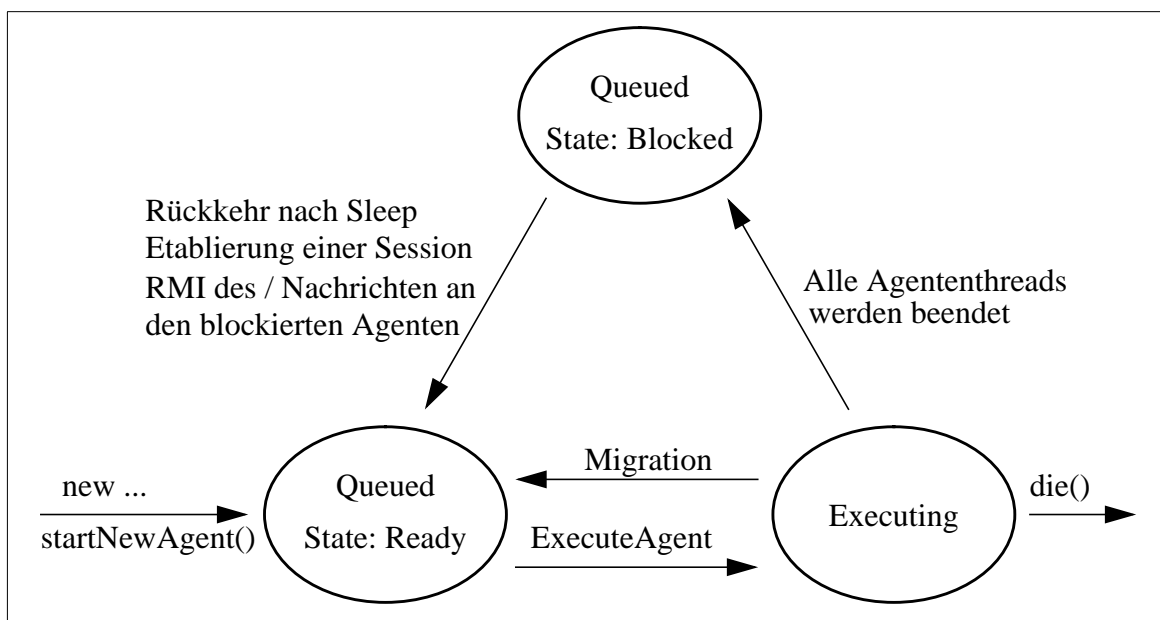 Queued
State: Blocked
Rückkehr nach Sleep
Etablierung einer Session
RMI des / Nachrichten an
den blockierten Agenten
Alle Agententhreads
werden beendet
new ...
startNewAgent()
Queued
State: Ready
Migration
ExecuteAgent
Executing
die()